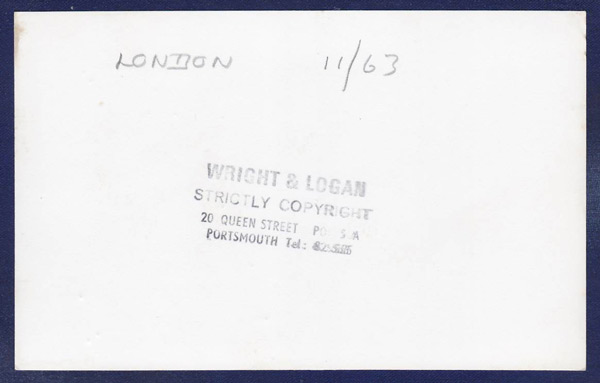 LONDON 11/63
WRIGHT & LOGAN
STRICTLY COPYRIGHT
20 QUEEN STREET
PORTSMOUTH Tel: